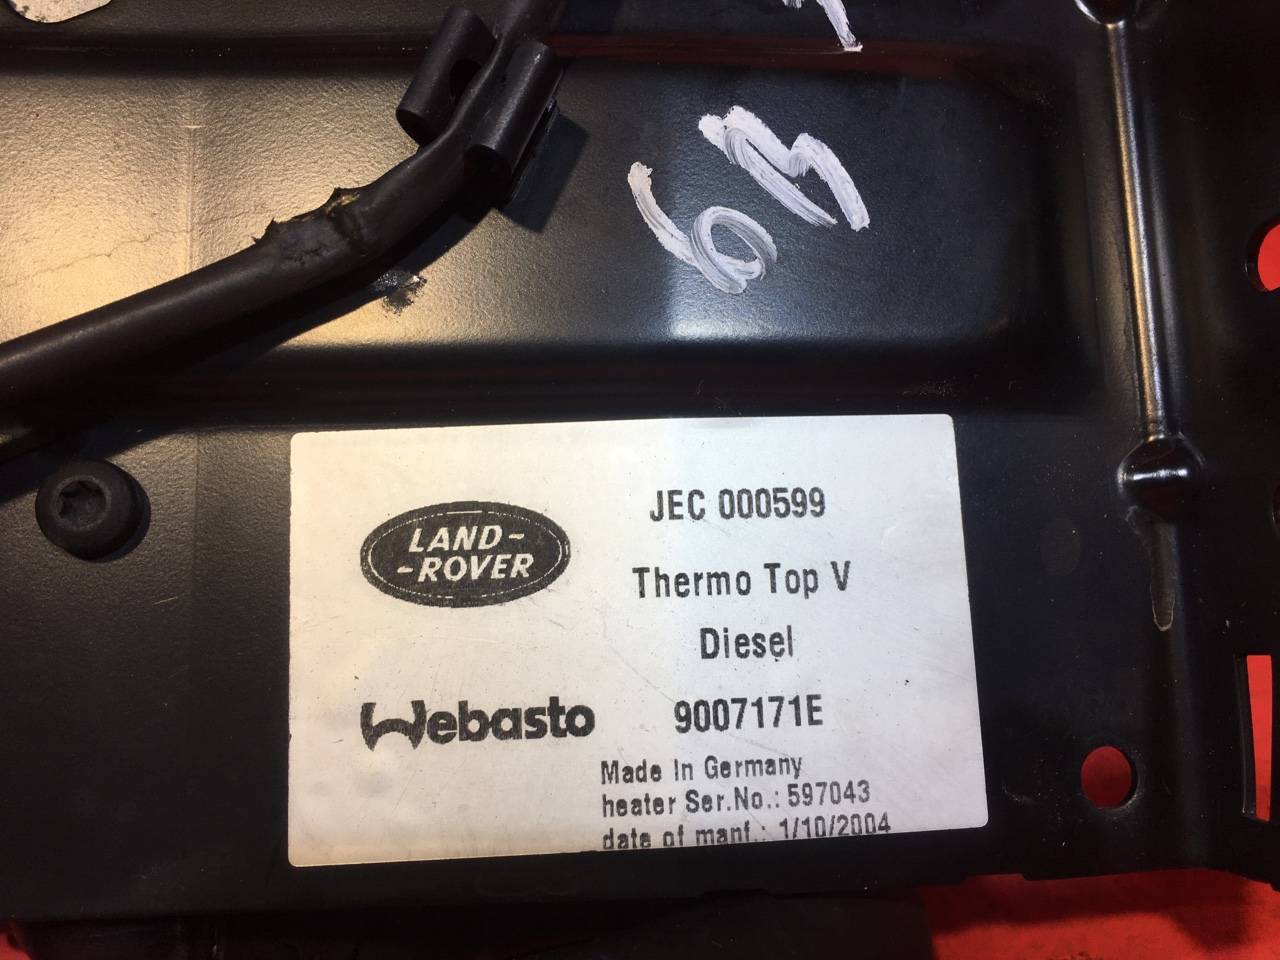 LAND-
-ROVER
JEC 000599
Thermo Top V
Diesel
Webasto
9007171E
Made In Germany
heater Ser.No.: 597043
date of manf.: 1/10/2004